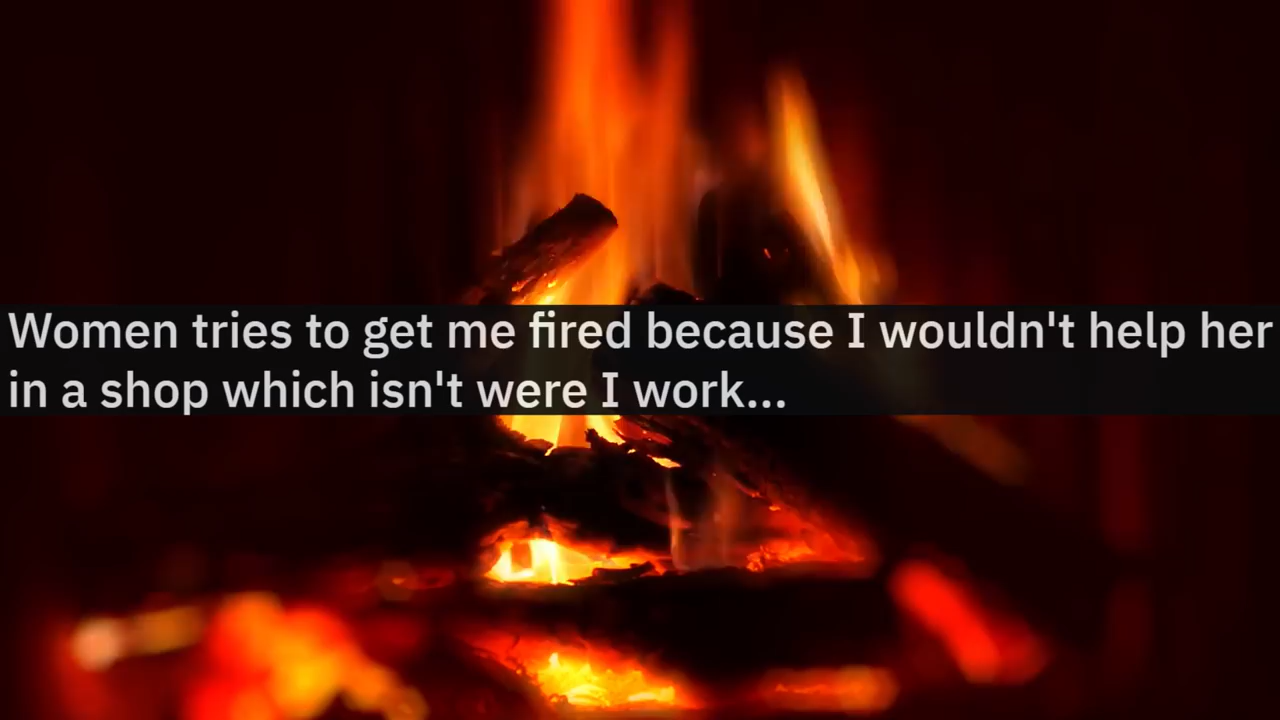 Women tries to get me fired because I wouldn't help her
in a shop which isn't were I work...